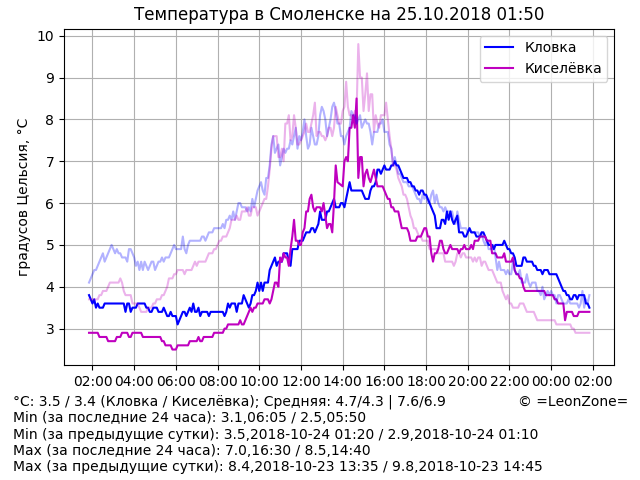 Температура в Смоленске на 25.10.2018 01:50
градусов Цельсия, °C
10
9
8
7
6
5
4
3
Кловка
Киселёвка
02:00 04:00 06:00 08:00 10:00 12:00 14:00 16:00 18:00 20:00 22:00 00:00 02:00
°C: 3.5 / 3.4 (Кловка / Киселёвка); Средняя: 4.7/4.3 | 7.6/6.9 © =LeonZone=
Min (за последние 24 часа): 3.1,06:05 / 2.5,05:50
Min (за предыдущие сутки): 3.5,2018-10-24 01:20 / 2.9,2018-10-24 01:10
Max (за последние 24 часа): 7.0,16:30 / 8.5,14:40
Max (за предыдущие сутки): 8.4,2018-10-23 13:35 / 9.8,2018-10-23 14:45